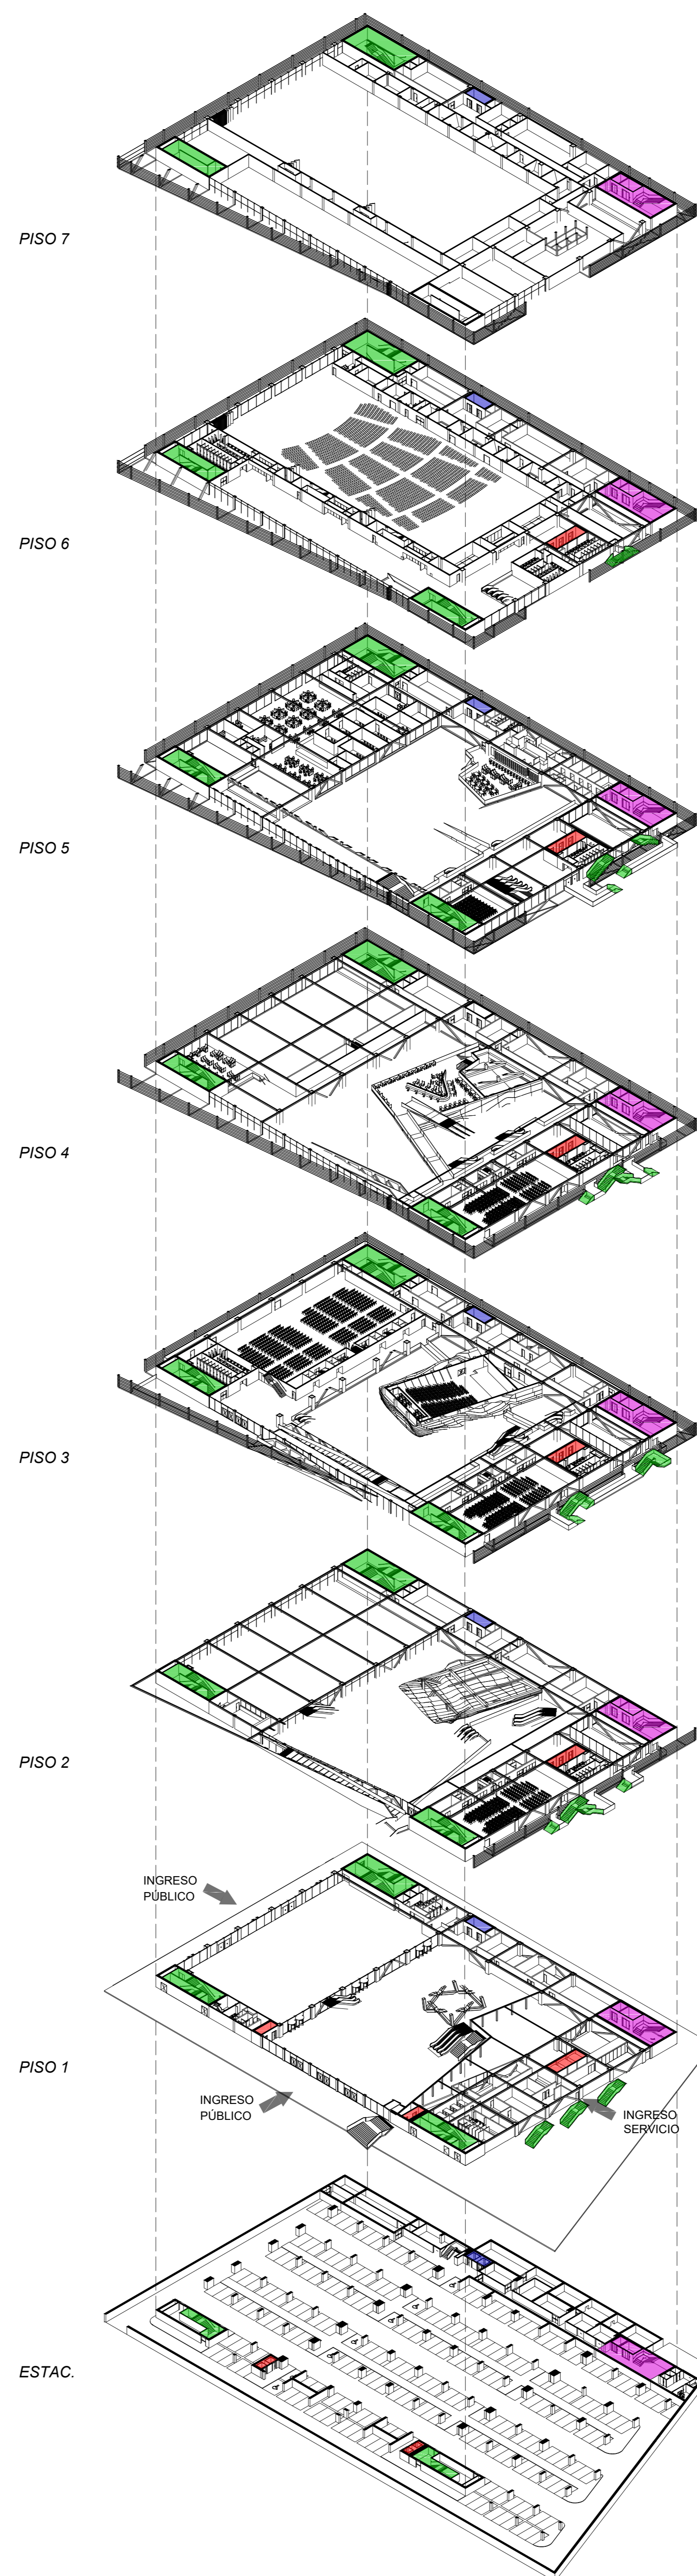 PISO 7
PISO 6
PISO 5
PISO 4
PISO 3
PISO 2
INGRESO
PÚBLICO
PISO 1
INGRESO
PÚBLICO
INGRESO
SERVICIO
ESTAC.